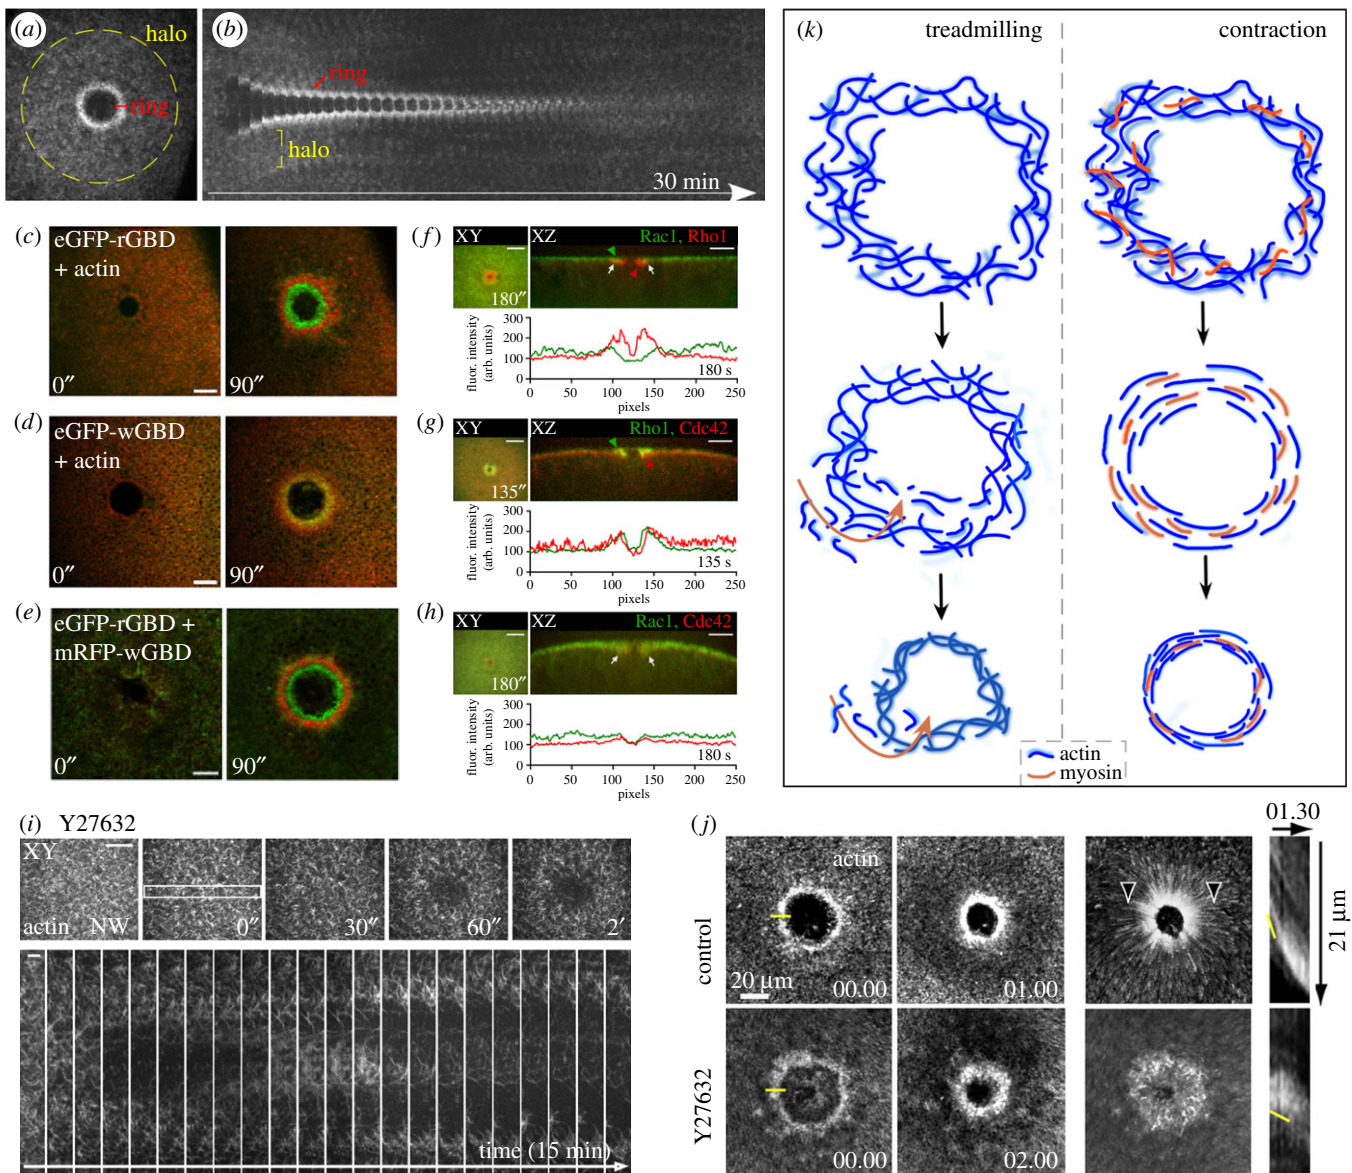 (a)
halo
ring
(b)
ring
halo
30 min
(c)
eGFP-rGBD
+ actin
0″
90″
(d)
eGFP-wGBD
+ actin
0″
90″
(e)
eGFP-rGBD +
mRFP-wGBD
0″
90″
(f)
XY
XZ
Rac1, Rho1
180″
fluor. intensity
(arb. units)
300
200
100
0
180 s
0 50 100 150 200 250
pixels
(g)
XY
XZ
Rho1, Cdc42
135″
fluor. intensity
(arb. units)
300
200
100
0
135 s
0 50 100 150 200 250
pixels
(h)
XY
XZ
Rac1, Cdc42
180″
fluor. intensity
(arb. units)
300
200
100
0
180 s
0 50 100 150 200 250
pixels
(k)
treadmilling
contraction
actin
myosin
(i) Y27632
XY
actin NW
0″
30″
60″
2′
time (15 min)
(j)
control
actin
20 µm
00.00
01.00
01.30
21 µm
Y27632
00.00
02.00